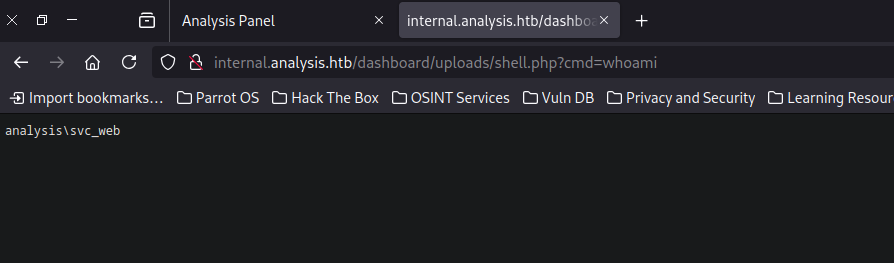 Analysis Panel
internal.analysis.htb/dashbo
internal.analysis.htb/dashboard/uploads/shell.php?cmd=whoami
Import bookmarks… Parrot OS Hack The Box OSINT Services Vuln DB Privacy and Security Learning Resour
analysis\svc_web